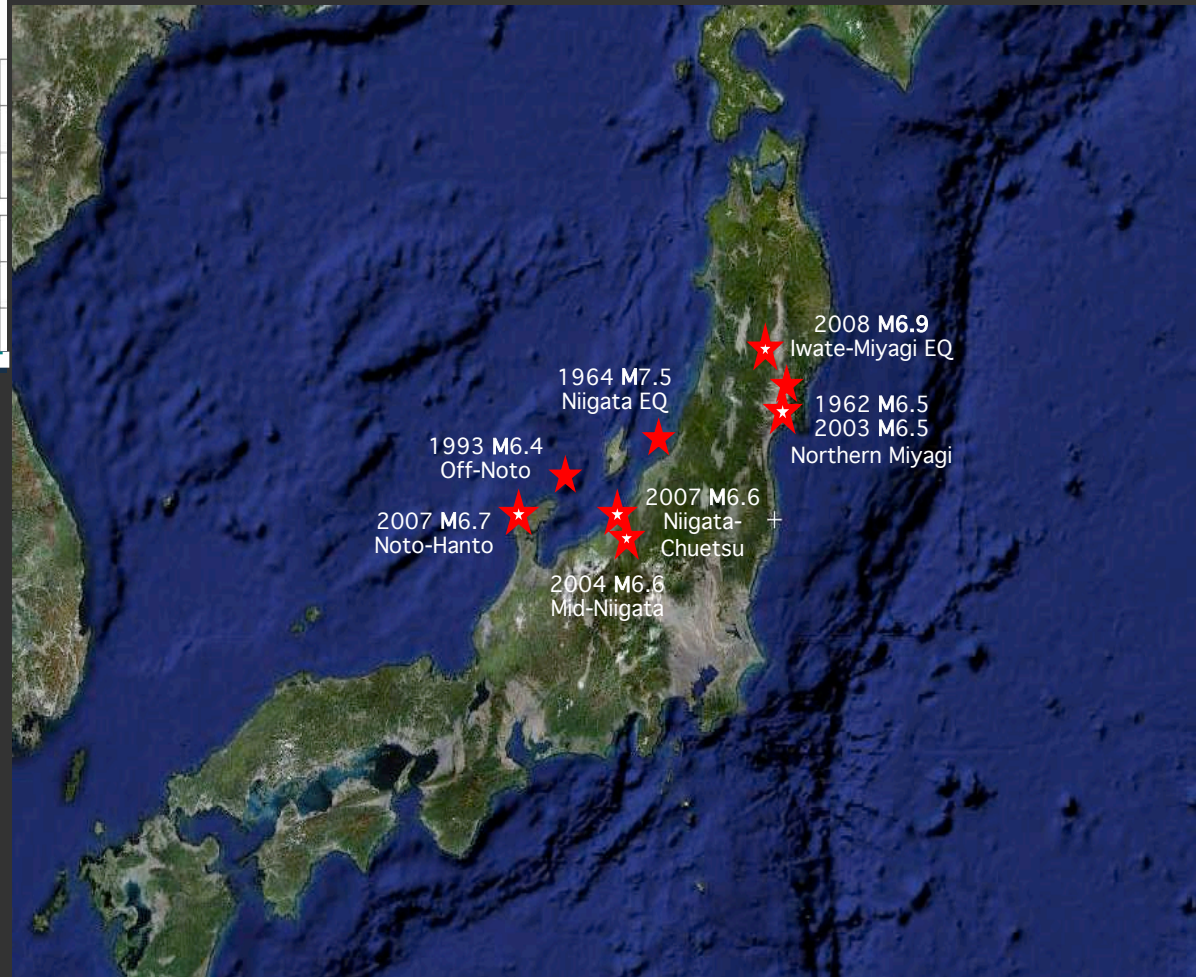 2008 M6.9
Iwate-Miyagi EQ
1964 M7.5
Niigata EQ
1962 M6.5
2003 M6.5
Northern Miyagi
1993 M6.4
Off-Noto
2007 M6.7
Noto-Hanto
2007 M6.6
Niigata-
Chuetsu
2004 M6.6
Mid-Niigata